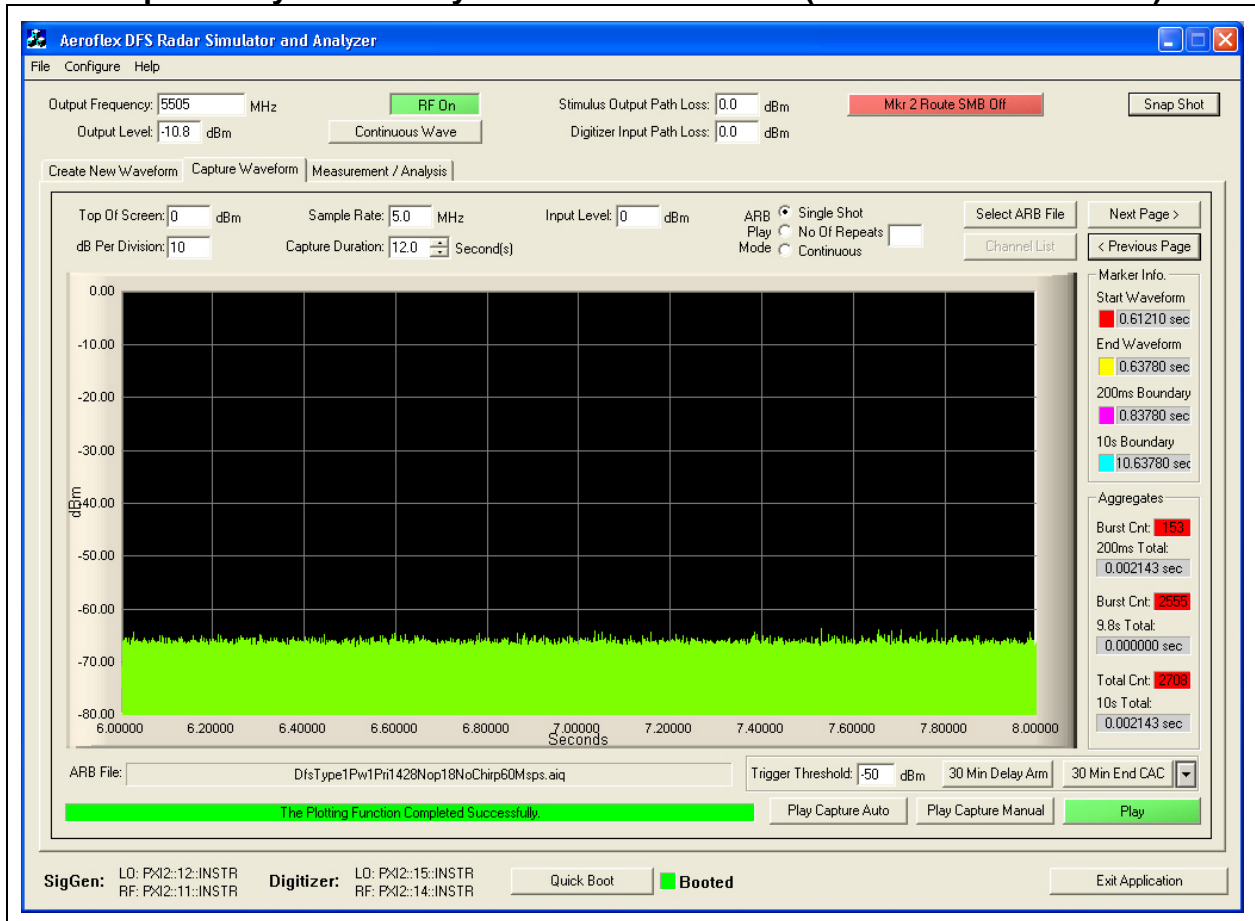 Aeroflex DFS Radar Simulator and Analyzer
File Configure Help
Output Frequency: 5505 MHz RF On Stimulus Output Path Loss: 0.0 dBm Mkr 2 Route SMB Off Snap Shot
Output Level: -10.8 dBm Continuous Wave Digitizer Input Path Loss: 0.0 dBm
Create New Waveform Capture Waveform Measurement / Analysis
Top Of Screen: 0 dBm Sample Rate: 5.0 MHz Input Level: 0 dBm ARB Play Mode Single Shot Select ARB File Next Page >
No Of Repeats
dB Per Division: 10 Capture Duration: 12.0 Second(s) Continuous Channel List < Previous Page
Marker Info.
Start Waveform
0.61210 sec
End Waveform
0.63780 sec
200ms Boundary
0.83780 sec
10s Boundary
10.63780 sec
Aggregates
Burst Cnt: 153
200ms Total:
0.002143 sec
Burst Cnt: 2555
9.8s Total:
0.000000 sec
Total Cnt: 2708
10s Total:
0.002143 sec
0.00
-10.00
-20.00
-30.00
-40.00
-50.00
-60.00
-70.00
-80.00
dBm
6.00000 6.20000 6.40000 6.60000 6.80000 7.00000 7.20000 7.40000 7.60000 7.80000 8.00000
Seconds
ARB File: DfsType1Pw1Pri1428Nop18NoChirp60Msps.aiq Trigger Threshold: -50 dBm 30 Min Delay Arm 30 Min End CAC
The Plotting Function Completed Successfully. Play Capture Auto Play Capture Manual Play
SigGen: LO: PXI2::12::INSTR Digitizer: LO: PXI2::15::INSTR Quick Boot Booted Exit Application
RF: PXI2::11::INSTR RF: PXI2::14::INSTR